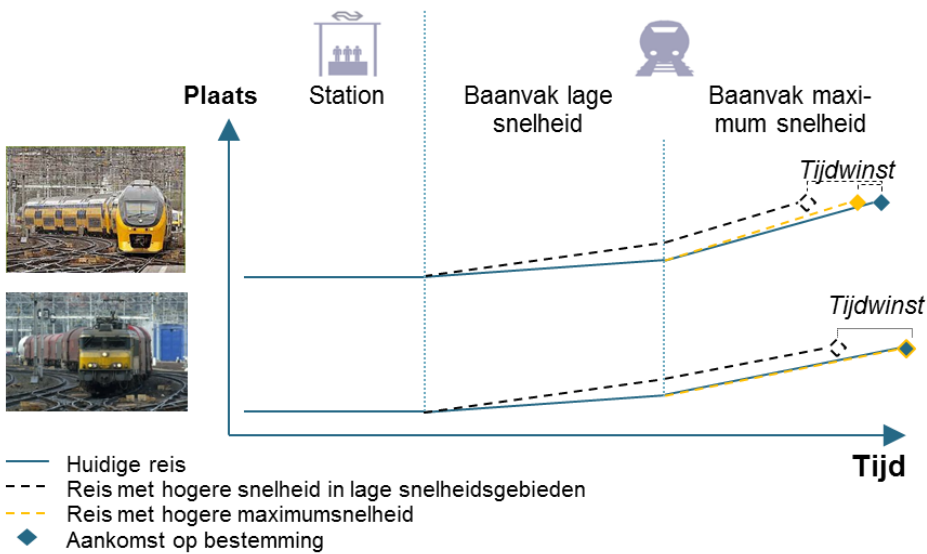 Plaats
Station
Baanvak lage
snelheid
Baanvak maxi-
mum snelheid
Tijdwinst
Tijdwinst
Tijd
Huidige reis
Reis met hogere snelheid in lage snelheidsgebieden
Reis met hogere maximumsnelheid
Aankomst op bestemming